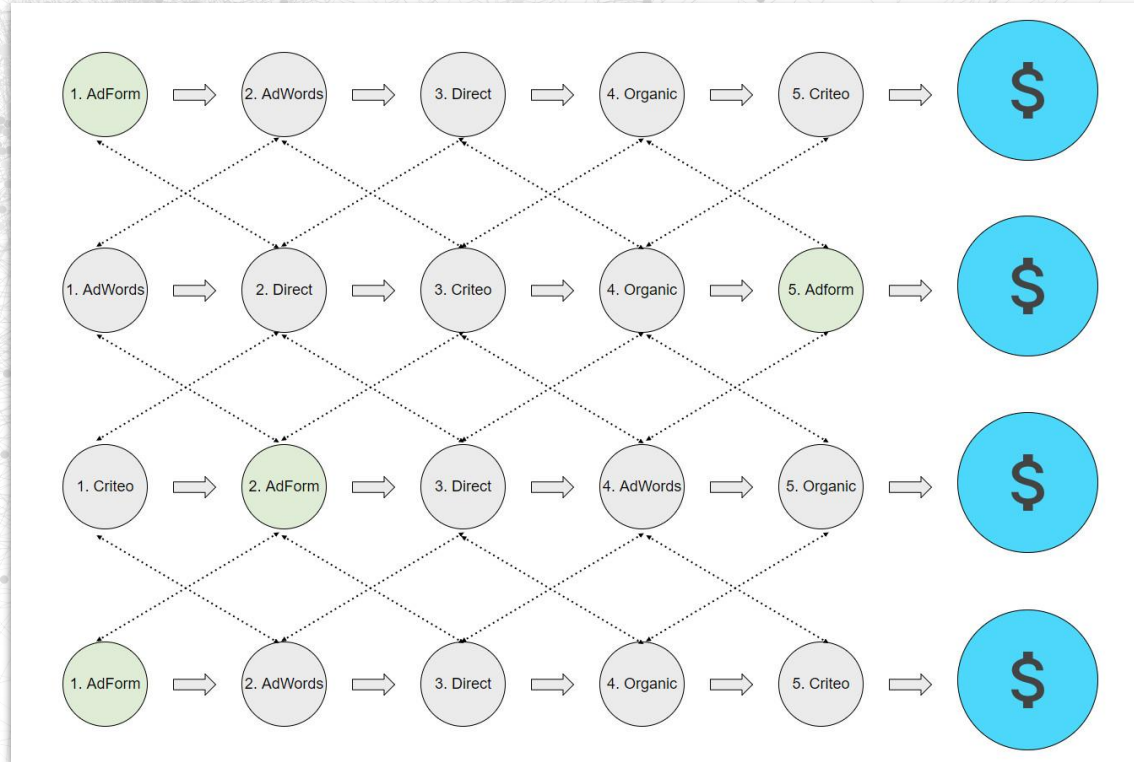 1. AdForm
2. AdWords
3. Direct
4. Organic
5. Criteo
$
1. AdWords
2. Direct
3. Criteo
4. Organic
5. Adform
$
1. Criteo
2. AdForm
3. Direct
4. AdWords
5. Organic
$
1. AdForm
2. AdWords
3. Direct
4. Organic
5. Criteo
$